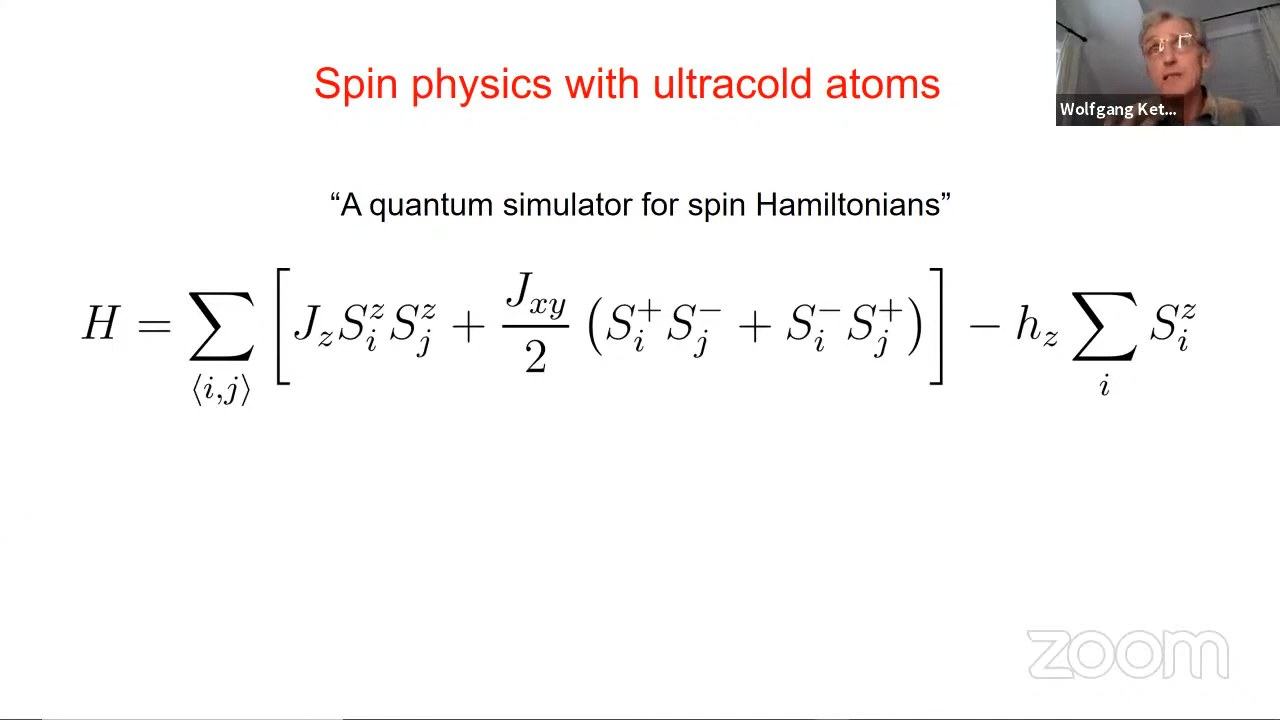 Spin physics with ultracold atoms
Wolfgang Ket...
“A quantum simulator for spin Hamiltonians”
$H = \sum_{\langle i,j \rangle} \left[ J_z S_i^z S_j^z + \frac{J_{xy}}{2} \left( S_i^+ S_j^- + S_i^- S_j^+ \right) \right] - h_z \sum_i S_i^z$
zoom